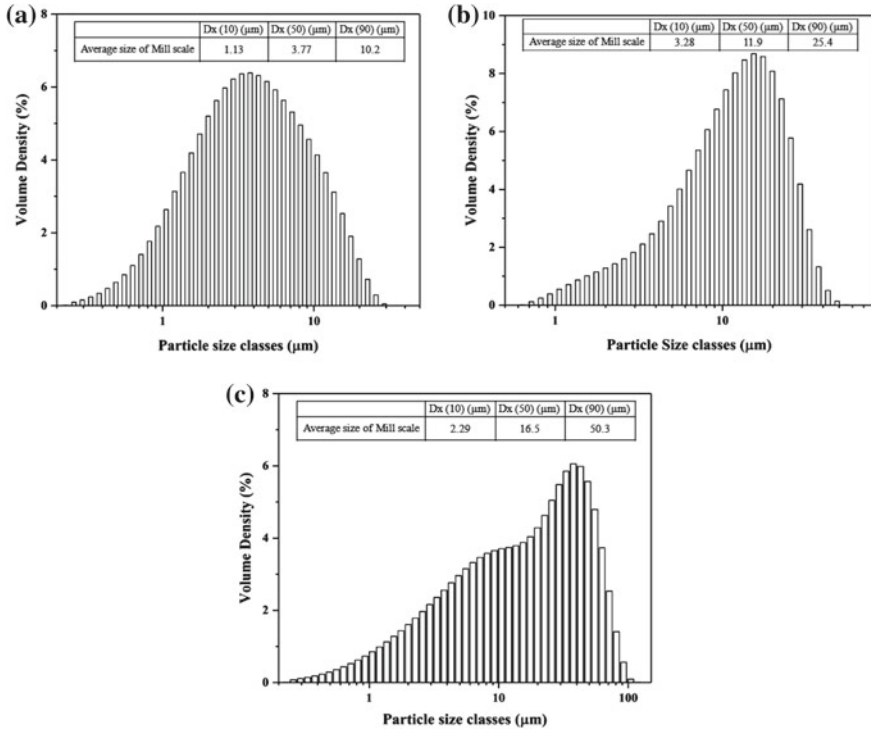 (a)
Dx (10) (μm) Dx (50) (μm) Dx (90) (μm)
Average size of Mill scale 1.13 3.77 10.2
8
6
4
2
0
Volume Density (%)
1 10
Particle size classes (μm)
(b)
Dx (10) (μm) Dx (50) (μm) Dx (90) (μm)
Average size of Mill scale 3.28 11.9 25.4
10
8
6
4
2
0
Volume Density (%)
1 10
Particle Size classes (μm)
(c)
Dx (10) (μm) Dx (50) (μm) Dx (90) (μm)
Average size of Mill scale 2.29 16.5 50.3
8
6
4
2
0
Volume Density (%)
1 10 100
Particle size classes (μm)